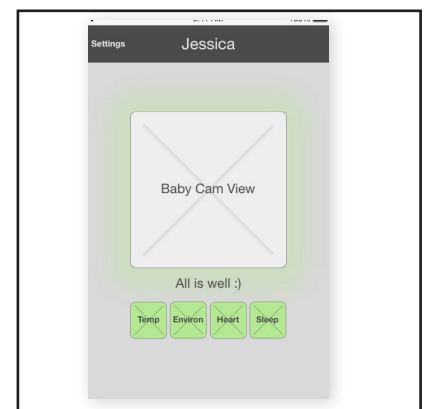 Settings
Jessica
Baby Cam View
All is well :)
Temp Environ Heart Sleep